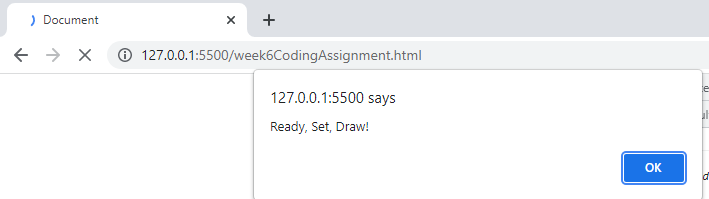 Document
127.0.0.1:5500/week6CodingAssignment.html
127.0.0.1:5500 says
Ready, Set, Draw!
OK